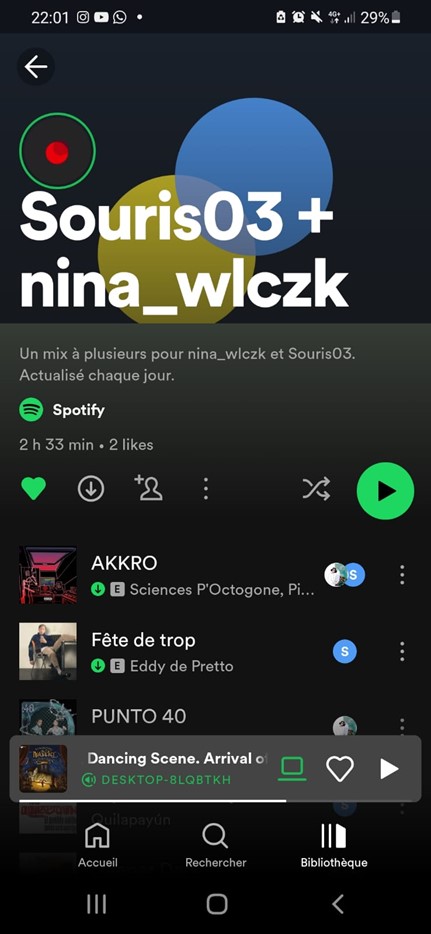 22:01
4G+
29%
Souris03 +
nina_wlczk
Un mix à plusieurs pour nina_wlczk et Souris03.
Actualisé chaque jour.
Spotify
2 h 33 min • 2 likes
AKKRO
S
E Sciences P'Octogone, Pi...
Fête de trop
S
E Eddy de Pretto
PUNTO 40
Dancing Scene. Arrival of
DESKTOP-8LQBTKH
Quilapayún
S
Accueil
Rechercher
Bibliothèque